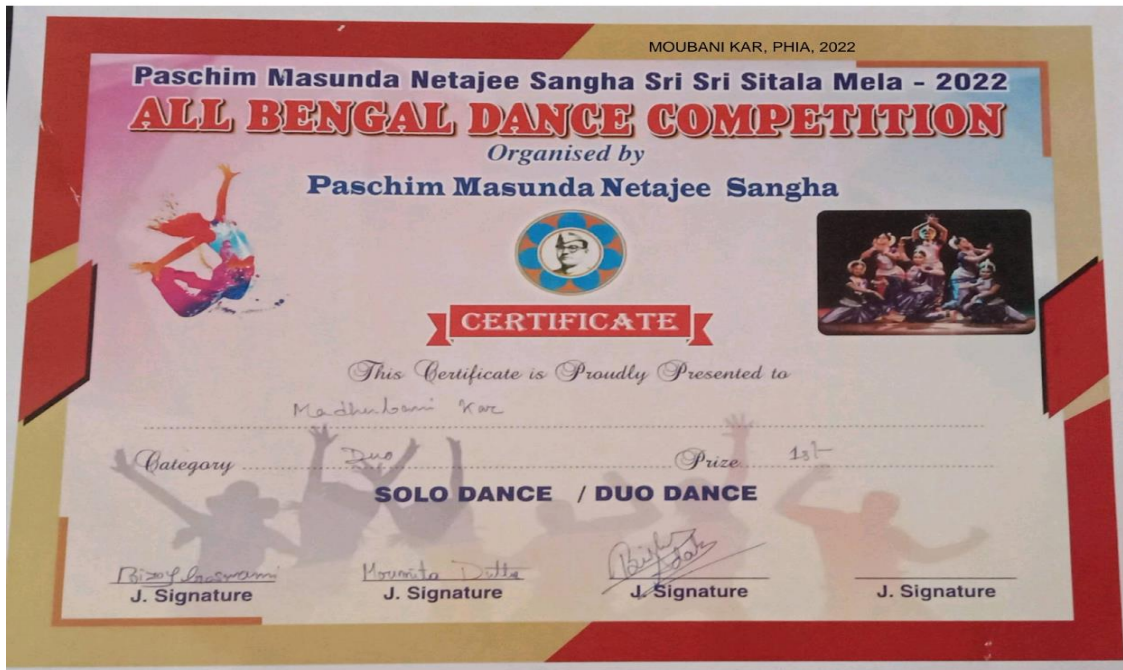 MOUBANI KAR, PHIA, 2022
Paschim Masunda Netajee Sangha Sri Sri Sitala Mela - 2022
ALL BENGAL DANCE COMPETITION
Organised by
Paschim Masunda Netajee Sangha
CERTIFICATE
This Certificate is Proudly Presented to
Madhubani Kar
Category Duo Prize 1st
SOLO DANCE / DUO DANCE
Moumita Dutta
J. Signature J. Signature J. Signature J. Signature